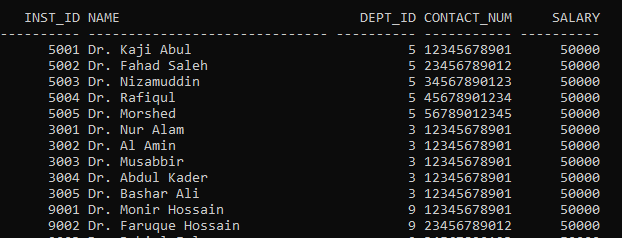 INST_ID NAME DEPT_ID CONTACT_NUM SALARY
---------- ------------------------------ ---------- ----------- ----------
5001 Dr. Kaji Abul 5 12345678901 50000
5002 Dr. Fahad Saleh 5 23456789012 50000
5003 Dr. Nizamuddin 5 34567890123 50000
5004 Dr. Rafiqul 5 45678901234 50000
5005 Dr. Morshed 5 56789012345 50000
3001 Dr. Nur Alam 3 12345678901 50000
3002 Dr. Al Amin 3 12345678901 50000
3003 Dr. Musabbir 3 12345678901 50000
3004 Dr. Abdul Kader 3 12345678901 50000
3005 Dr. Bashar Ali 3 12345678901 50000
9001 Dr. Monir Hossain 9 12345678901 50000
9002 Dr. Faruque Hossain 9 23456789012 50000